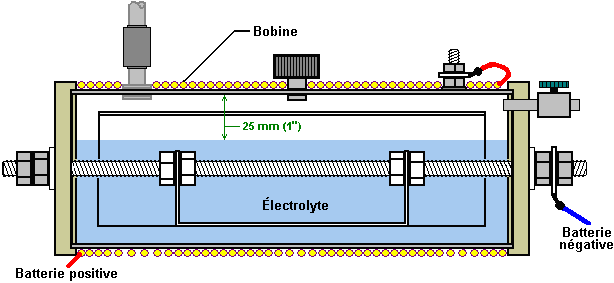 Bobine
25 mm (1")
Électrolyte
Batterie
négative
Batterie positive